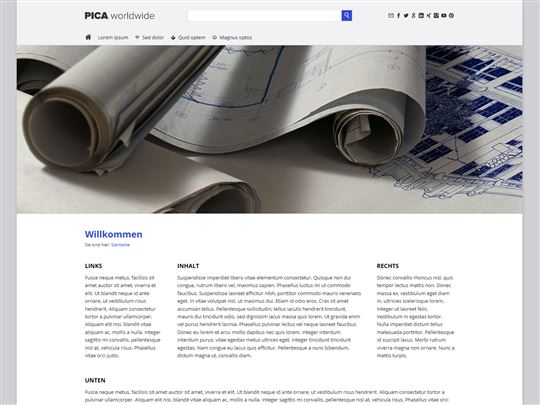 PICA worldwide
Lorem Ipsum Sed dolor Quid optem Magnus optos
Willkommen
Sie sind hier: Startseite
LINKS
Fusce neque metus, facilisis sit
amet auctor sit amet, viverra et
elit. Ut blandit neque id ante
ornare, ut vestibulum risus
hendrerit. Aliquam consectetur
tortor a pulvinar ullamcorper.
Aliquam elit nisi, blandit vitae
aliquam ac, mollis a nulla. Integer
sagittis mi convallis, pellentesque
nisl at, vehicula risus. Phasellus
vitae orci justo.
INHALT
Suspendisse imperdiet libero vitae elementum consectetur. Quisque non dui
congue, rutrum libero vel, maximus sapien. Phasellus luctus mi ut commodo
faucibus. Suspendisse laoreet efficitur nibh, porttitor commodo mauris venenatis
eget. In vitae volutpat nisl, ut maximus dui. Etiam id odio eros. Cras sit amet
accumsan tellus. Pellentesque sollicitudin, tellus iaculis hendrerit tincidunt,
mauris dui tincidunt odio, sed dignissim lacus massa quis lorem. Ut gravida enim
vel purus hendrerit lacinia. Phasellus pulvinar lectus vel neque laoreet faucibus.
Donec eu lorem et arcu mollis dapibus nec quis lorem. Integer interdum
interdum purus, vitae egestas metus ultrices eget. Integer tincidunt tincidunt
egestas. Nam congue eu lacus quis efficitur. Pellentesque a nunc bibendum,
dictum magna ut, convallis diam.
RECHTS
Donec convallis rhoncus nisl, quis
tempor lectus mattis non. Donec
massa ex, vestibulum eget diam
in, ultricies scelerisque lorem.
Integer ut laoreet felis.
Vestibulum in egestas tortor.
Nulla imperdiet dictum tellus
malesuada porttitor. Pellentesque
id suscipit lacus. Morbi rutrum
viverra magna non ornare. Nunc a
mattis turpis.
UNTEN
Fusce neque metus, facilisis sit amet auctor sit amet, viverra et elit. Ut blandit neque id ante ornare, ut vestibulum risus hendrerit. Aliquam consectetur tortor a
pulvinar ullamcorper. Aliquam elit nisi, blandit vitae aliquam ac, mollis a nulla. Integer sagittis mi convallis, pellentesque nisl at, vehicula risus. Phasellus vitae